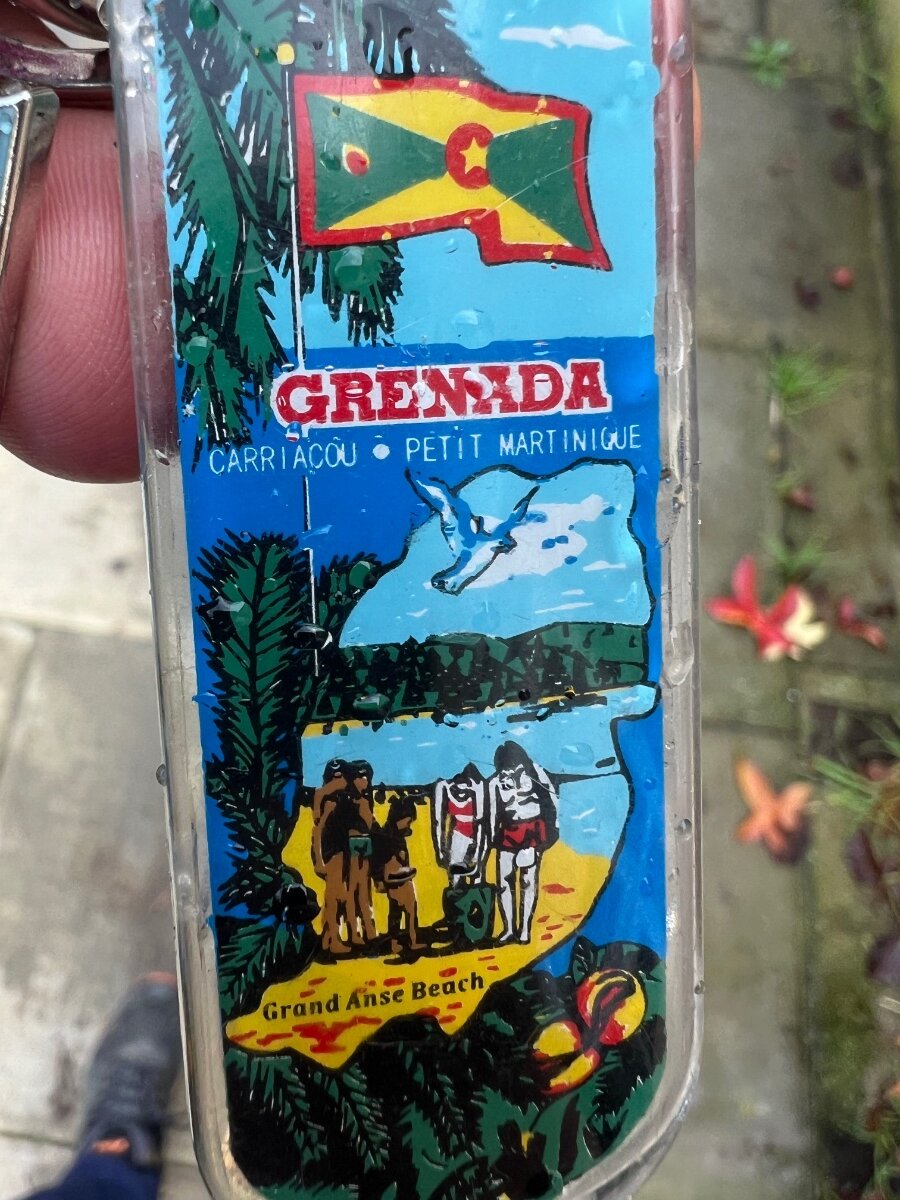 GRENADA
CARRIACOU • PETIT MARTINIQUE
Grand Anse Beach